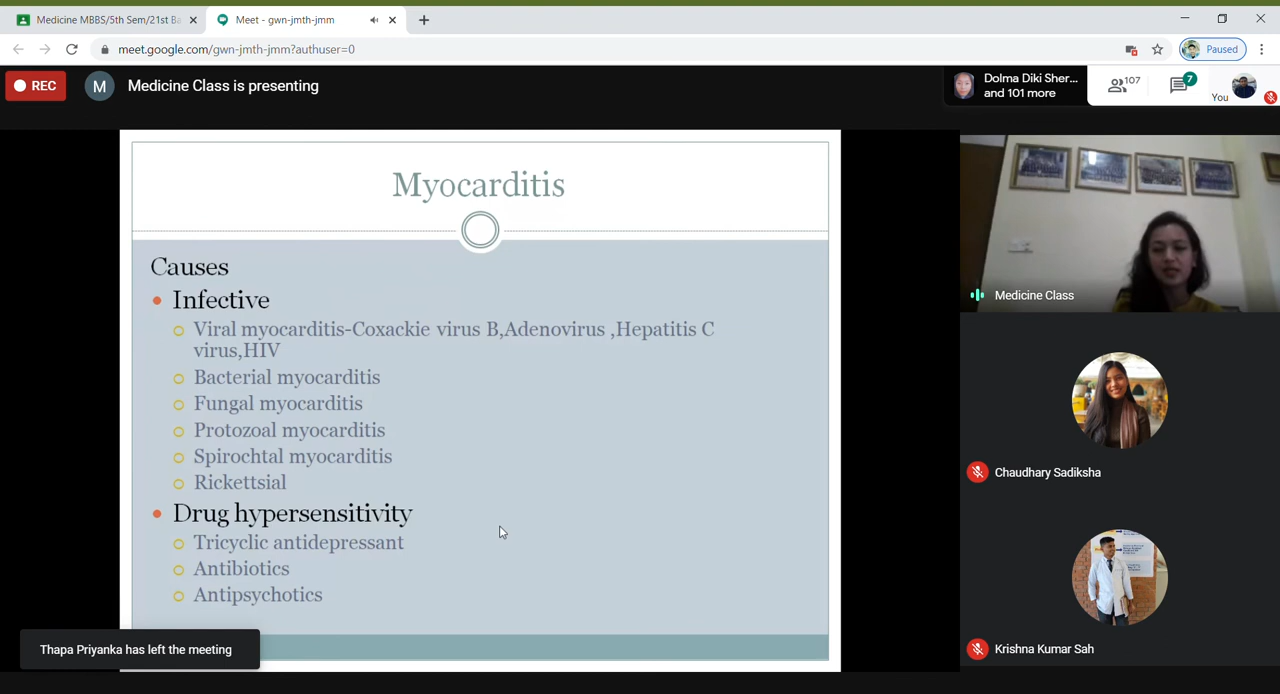 Medicine MBBS/5th Sem/21st Ba
Meet - gwn-jmth-jmm
meet.google.com/gwn-jmth-jmm?authuser=0
Paused
REC
M
Medicine Class is presenting
Dolma Diki Sher...
and 101 more
107
7
You
Myocarditis
Causes
Infective
Viral myocarditis-Coxackie virus B,Adenovirus ,Hepatitis C
virus,HIV
Bacterial myocarditis
Fungal myocarditis
Protozoal myocarditis
Spirochtal myocarditis
Rickettsial
Drug hypersensitivity
Tricyclic antidepressant
Antibiotics
Antipsychotics
Thapa Priyanka has left the meeting
Medicine Class
Chaudhary Sadiksha
Krishna Kumar Sah